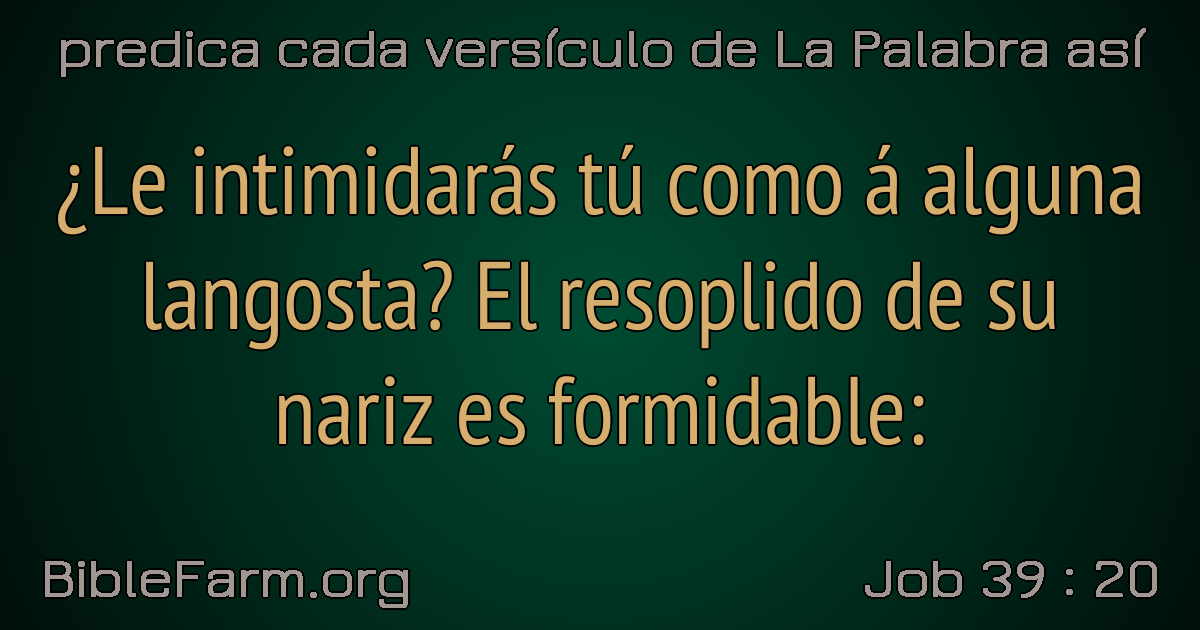 predica cada versículo de La Palabra así
¿Le intimidarás tú como á alguna
langosta? El resoplido de su
nariz es formidable:
BibleFarm.org
Job 39 : 20